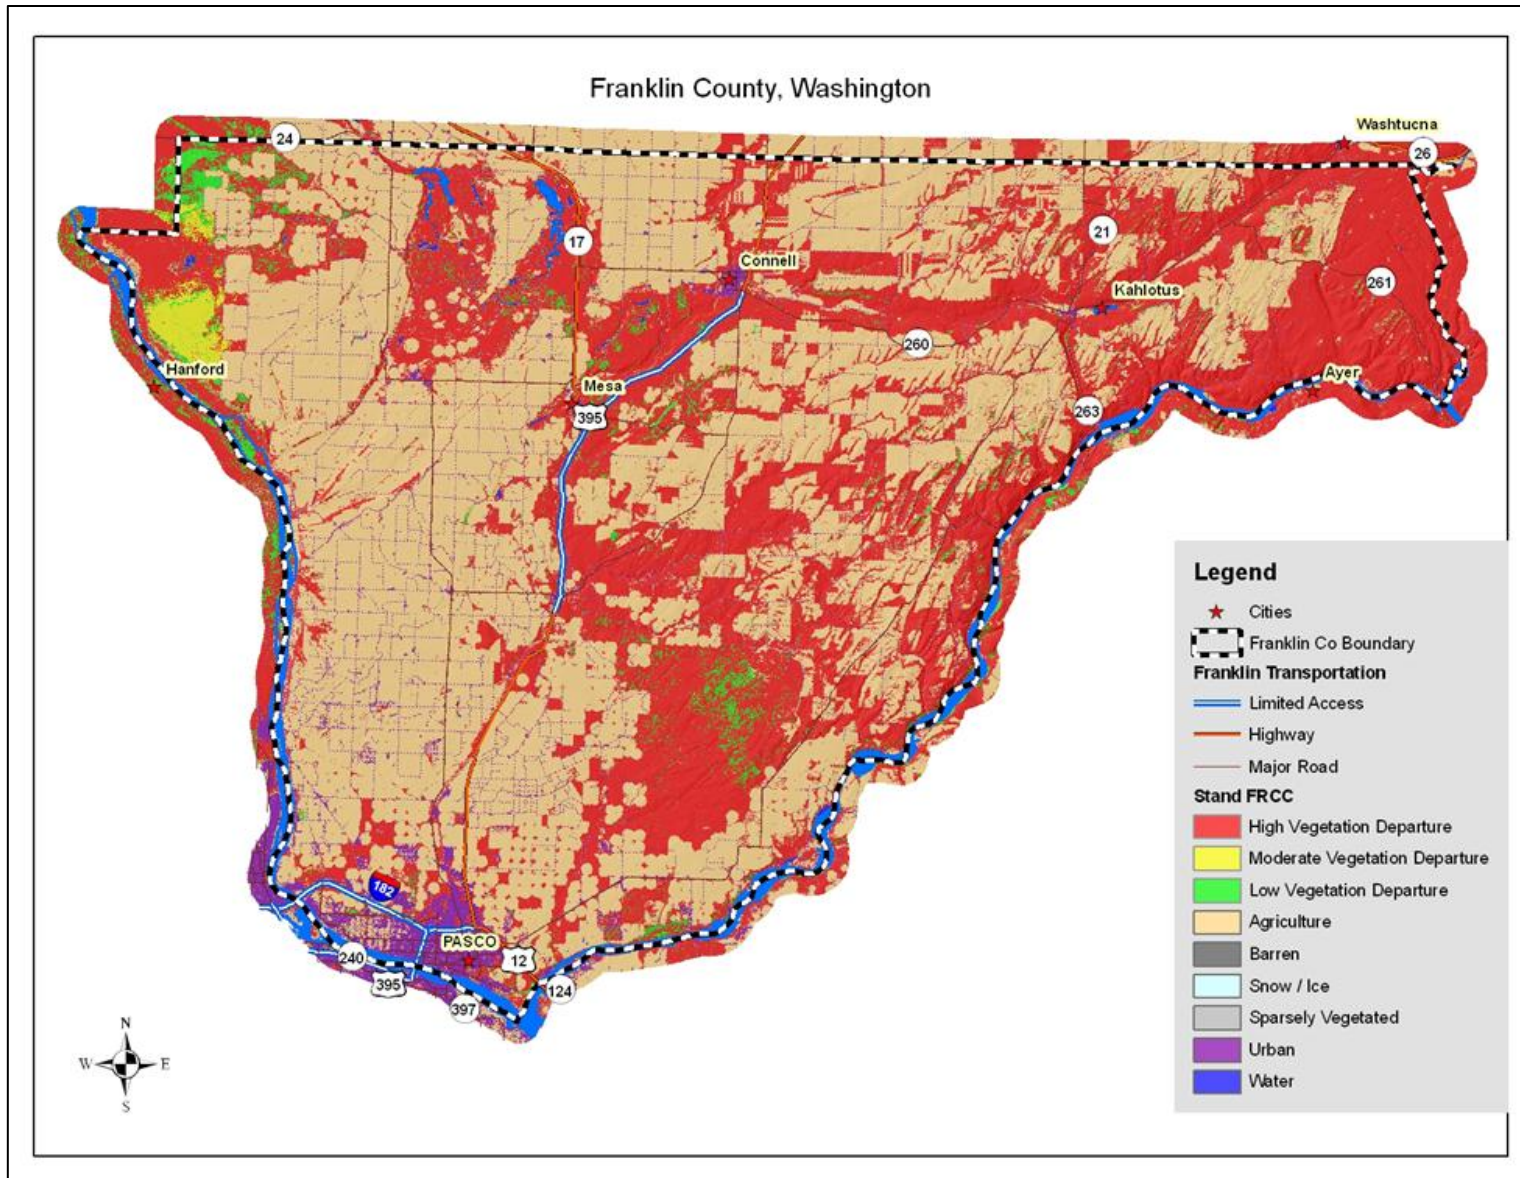 Franklin County, Washington
Washtucna
24
26
17
21
Connell
261
Kahlotus
260
Hanford
Mesa
Ayer
395
263
Legend
Cities
Franklin Co Boundary
Franklin Transportation
Limited Access
Highway
Major Road
Stand FRCC
High Vegetation Departure
Moderate Vegetation Departure
Low Vegetation Departure
Agriculture
Barren
Snow / Ice
Sparsely Vegetated
Urban
Water
182
PASCO
240
12
395
124
397
N
W E
S